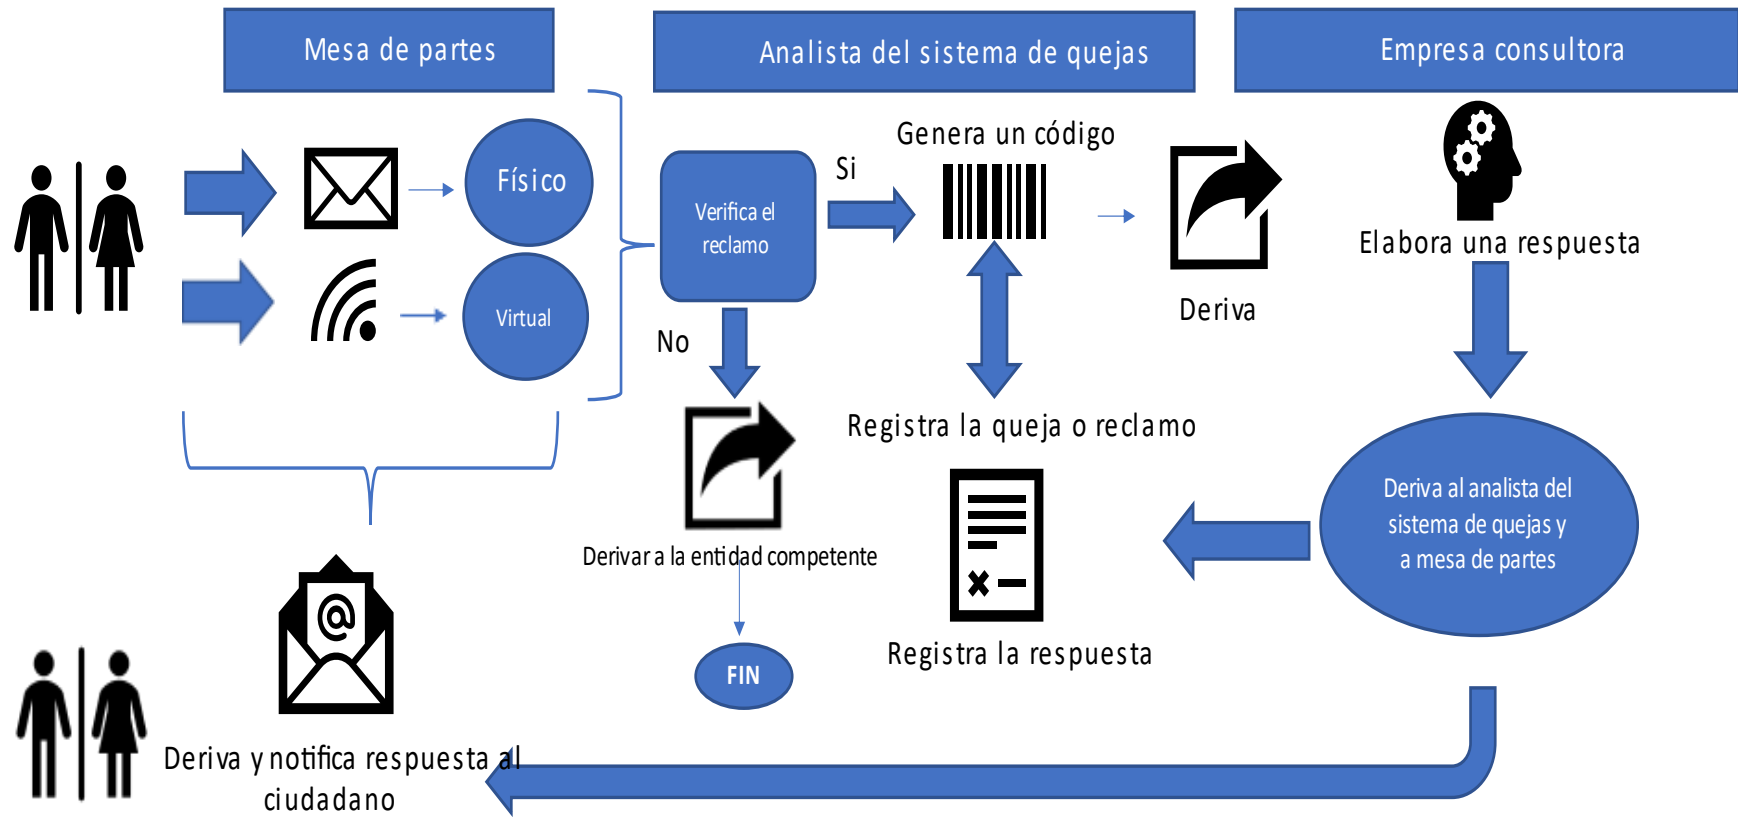 Mesa de partes
Analista del sistema de quejas
Empresa consultora
Físico
Virtual
Verifica el
reclamo
Si
No
Genera un código
Deriva
Elabora una respuesta
Registra la queja o reclamo
Derivar a la entidad competente
FIN
Registra la respuesta
Deriva al analista del
sistema de quejas y
a mesa de partes
@
Deriva y notifica respuesta al
ciudadano